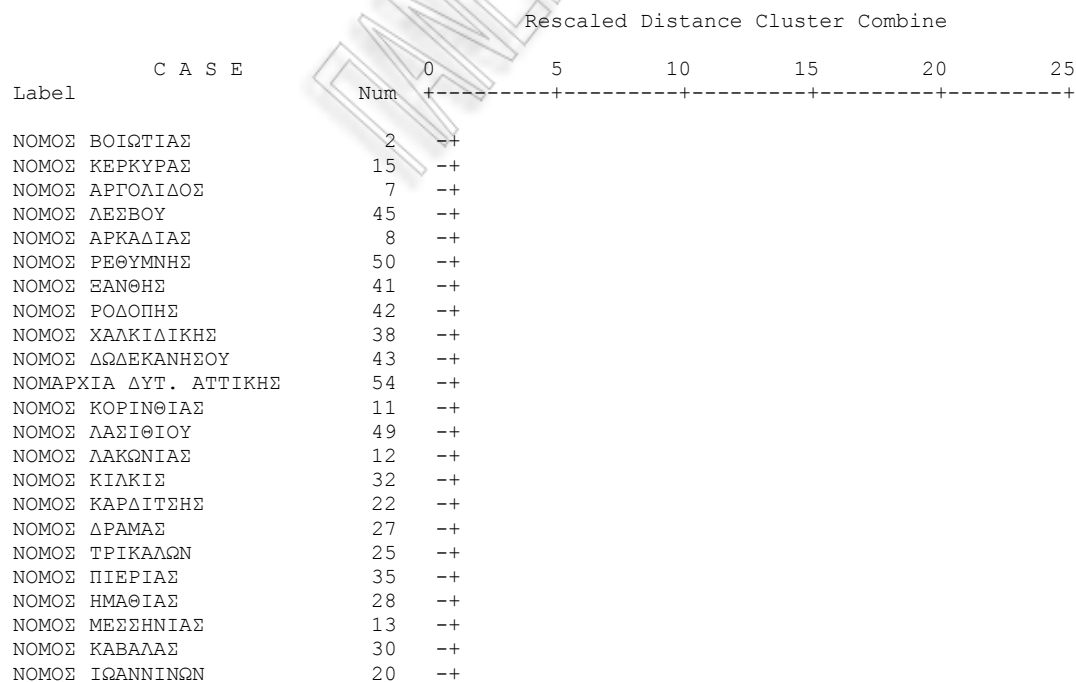 Rescaled Distance Cluster Combine
C A S E 0 5 10 15 20 25
Label Num +---------+---------+---------+---------+---------+
ΝΟΜΟΣ ΒΟΙΩΤΙΑΣ 2 -+
ΝΟΜΟΣ ΚΕΡΚΥΡΑΣ 15 -+
ΝΟΜΟΣ ΑΡΓΟΛΙΔΟΣ 7 -+
ΝΟΜΟΣ ΛΕΣΒΟΥ 45 -+
ΝΟΜΟΣ ΑΡΚΑΔΙΑΣ 8 -+
ΝΟΜΟΣ ΡΕΘΥΜΝΗΣ 50 -+
ΝΟΜΟΣ ΞΑΝΘΗΣ 41 -+
ΝΟΜΟΣ ΡΟΔΟΠΗΣ 42 -+
ΝΟΜΟΣ ΧΑΛΚΙΔΙΚΗΣ 38 -+
ΝΟΜΟΣ ΔΩΔΕΚΑΝΗΣΟΥ 43 -+
ΝΟΜΑΡΧΙΑ ΔΥΤ. ΑΤΤΙΚΗΣ 54 -+
ΝΟΜΟΣ ΚΟΡΙΝΘΙΑΣ 11 -+
ΝΟΜΟΣ ΛΑΣΙΘΙΟΥ 49 -+
ΝΟΜΟΣ ΛΑΚΩΝΙΑΣ 12 -+
ΝΟΜΟΣ ΚΙΛΚΙΣ 32 -+
ΝΟΜΟΣ ΚΑΡΔΙΤΣΗΣ 22 -+
ΝΟΜΟΣ ΔΡΑΜΑΣ 27 -+
ΝΟΜΟΣ ΤΡΙΚΑΛΩΝ 25 -+
ΝΟΜΟΣ ΠΙΕΡΙΑΣ 35 -+
ΝΟΜΟΣ ΗΜΑΘΙΑΣ 28 -+
ΝΟΜΟΣ ΜΕΣΣΗΝΙΑΣ 13 -+
ΝΟΜΟΣ ΚΑΒΑΛΑΣ 30 -+
ΝΟΜΟΣ ΙΩΑΝΝΙΝΩΝ 20 -+